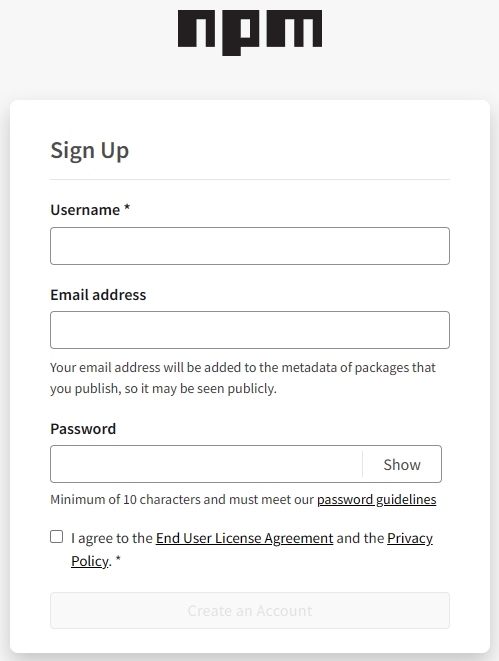 npm
Sign Up
Username *
Email address
Your email address will be added to the metadata of packages that
you publish, so it may be seen publicly.
Password
Show
Minimum of 10 characters and must meet our password guidelines
I agree to the End User License Agreement and the Privacy
Policy. *
Create an Account